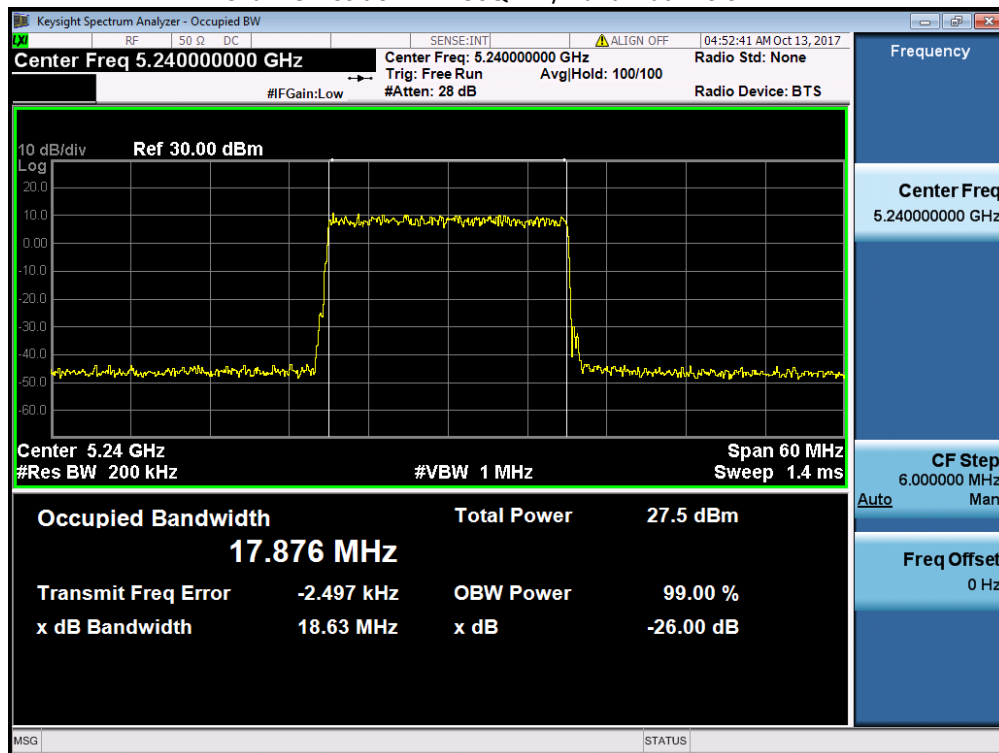 Keysight Spectrum Analyzer - Occupied BW
LXI RF 50 Ω DC SENSE:INT ALIGN OFF 04:52:41 AM Oct 13, 2017
Center Freq 5.240000000 GHz
Center Freq: 5.240000000 GHz
Radio Std: None
Trig: Free Run Avg|Hold: 100/100
#IFGain:Low
#Atten: 28 dB
Radio Device: BTS
10 dB/div Ref 30.00 dBm
Log
20.0
10.0
0.00
-10.0
-20.0
-30.0
-40.0
-50.0
-60.0
Center 5.24 GHz Span 60 MHz
#Res BW 200 kHz #VBW 1 MHz Sweep 1.4 ms
Occupied Bandwidth Total Power 27.5 dBm
17.876 MHz
Transmit Freq Error -2.497 kHz OBW Power 99.00 %
x dB Bandwidth 18.63 MHz x dB -26.00 dB
Frequency
Center Freq
5.240000000 GHz
CF Step
6.000000 MHz
Auto Man
Freq Offset
0 Hz
MSG STATUS